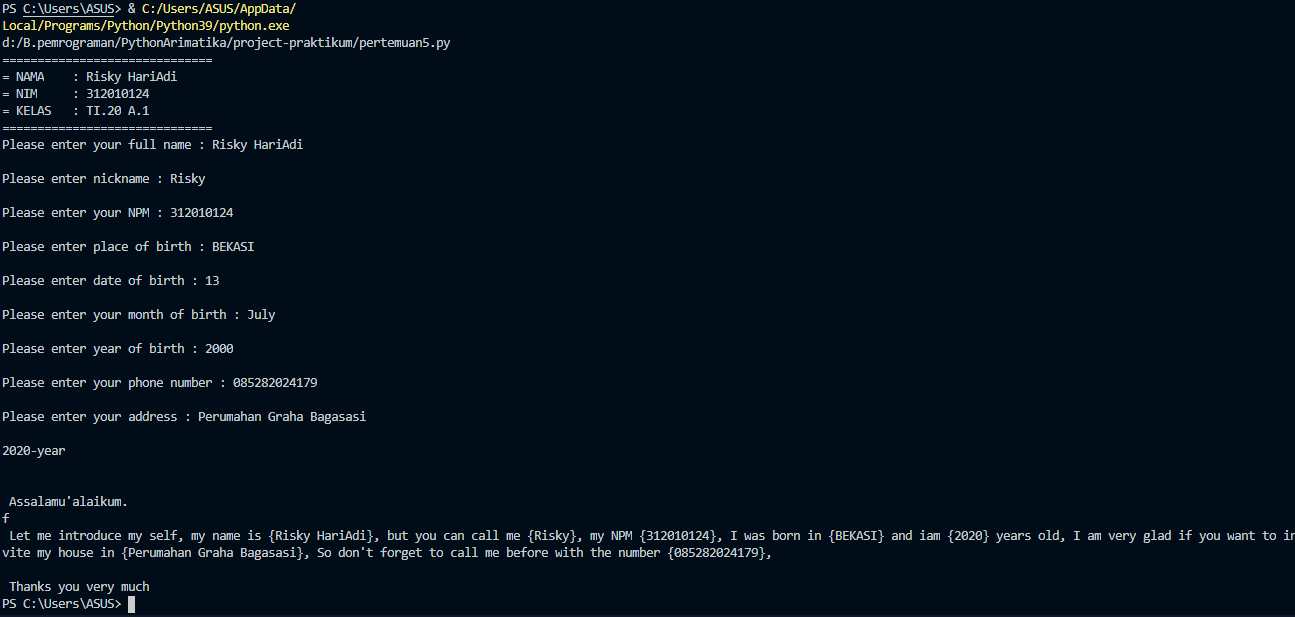 PS C:\Users\ASUS> & C:/Users/ASUS/AppData/
Local/Programs/Python/Python39/python.exe
d:/B.pemrograman/PythonArimatika/project-praktikum/pertemuan5.py
==============================
= NAMA    : Risky HariAdi
= NIM     : 312010124
= KELAS   : TI.20 A.1
==============================
Please enter your full name : Risky HariAdi
Please enter nickname : Risky
Please enter your NPM : 312010124
Please enter place of birth : BEKASI
Please enter date of birth : 13
Please enter your month of birth : July
Please enter year of birth : 2000
Please enter your phone number : 085282024179
Please enter your address : Perumahan Graha Bagasasi
2020-year
Assalamu'alaikum.
f
Let me introduce my self, my name is {Risky HariAdi}, but you can call me {Risky}, my NPM {312010124}, I was born in {BEKASI} and iam {2020} years old, I am very glad if you want to in
vite my house in {Perumahan Graha Bagasasi}, So don't forget to call me before with the number {085282024179},
Thanks you very much
PS C:\Users\ASUS>